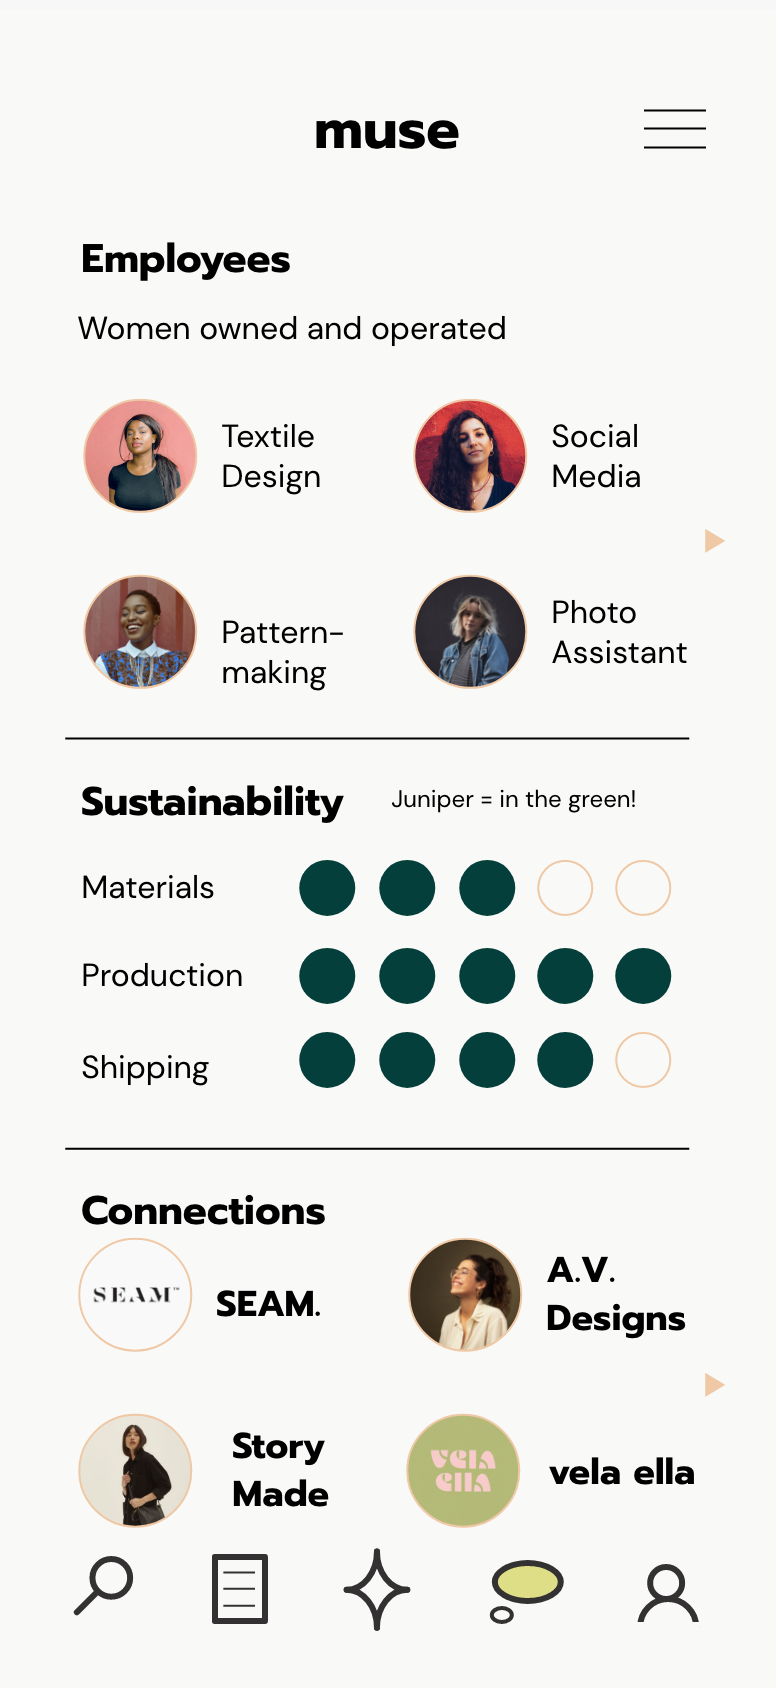 muse
Employees
Women owned and operated
Textile
Design
Social
Media
Pattern-
making
Photo
Assistant
Sustainability
Juniper = in the green!
Materials
Production
Shipping
Connections
SEAM™
SEAM.
A.V.
Designs
Story
Made
vela
ella
vela ella